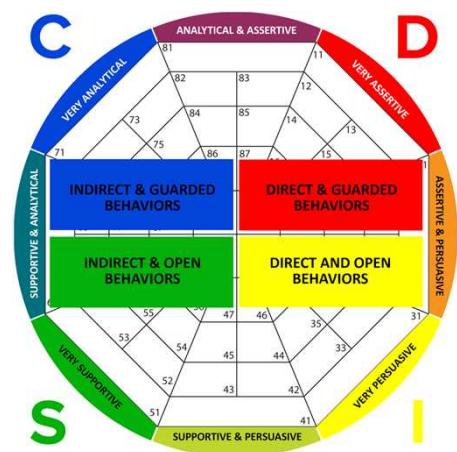 C
D
ANALYTICAL & ASSERTIVE
81
11
VERY ANALYTICAL
VERY ASSERTIVE
82
83
12
73
84
85
14
13
71
75
86
87
15
INDIRECT & GUARDED
BEHAVIORS
DIRECT & GUARDED
BEHAVIORS
SUPPORTIVE & ANALYTICAL
ASSERTIVE & PERSUASIVE
INDIRECT & OPEN
BEHAVIORS
DIRECT AND OPEN
BEHAVIORS
55
47
46
35
31
53
54
45
44
33
52
43
42
51
41
VERY SUPPORTIVE
VERY PERSUASIVE
SUPPORTIVE & PERSUASIVE
S
I